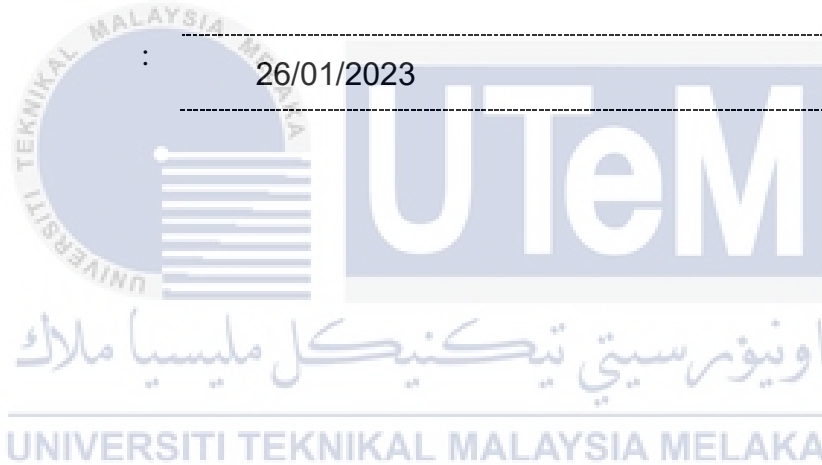 UNIVERSITI TEKNIKAL MALAYSIA MELAKA
:
26/01/2023
UTeM
اونيۏرسيتي تيكنيكل مليسيا ملاك
UNIVERSITI TEKNIKAL MALAYSIA MELAKA